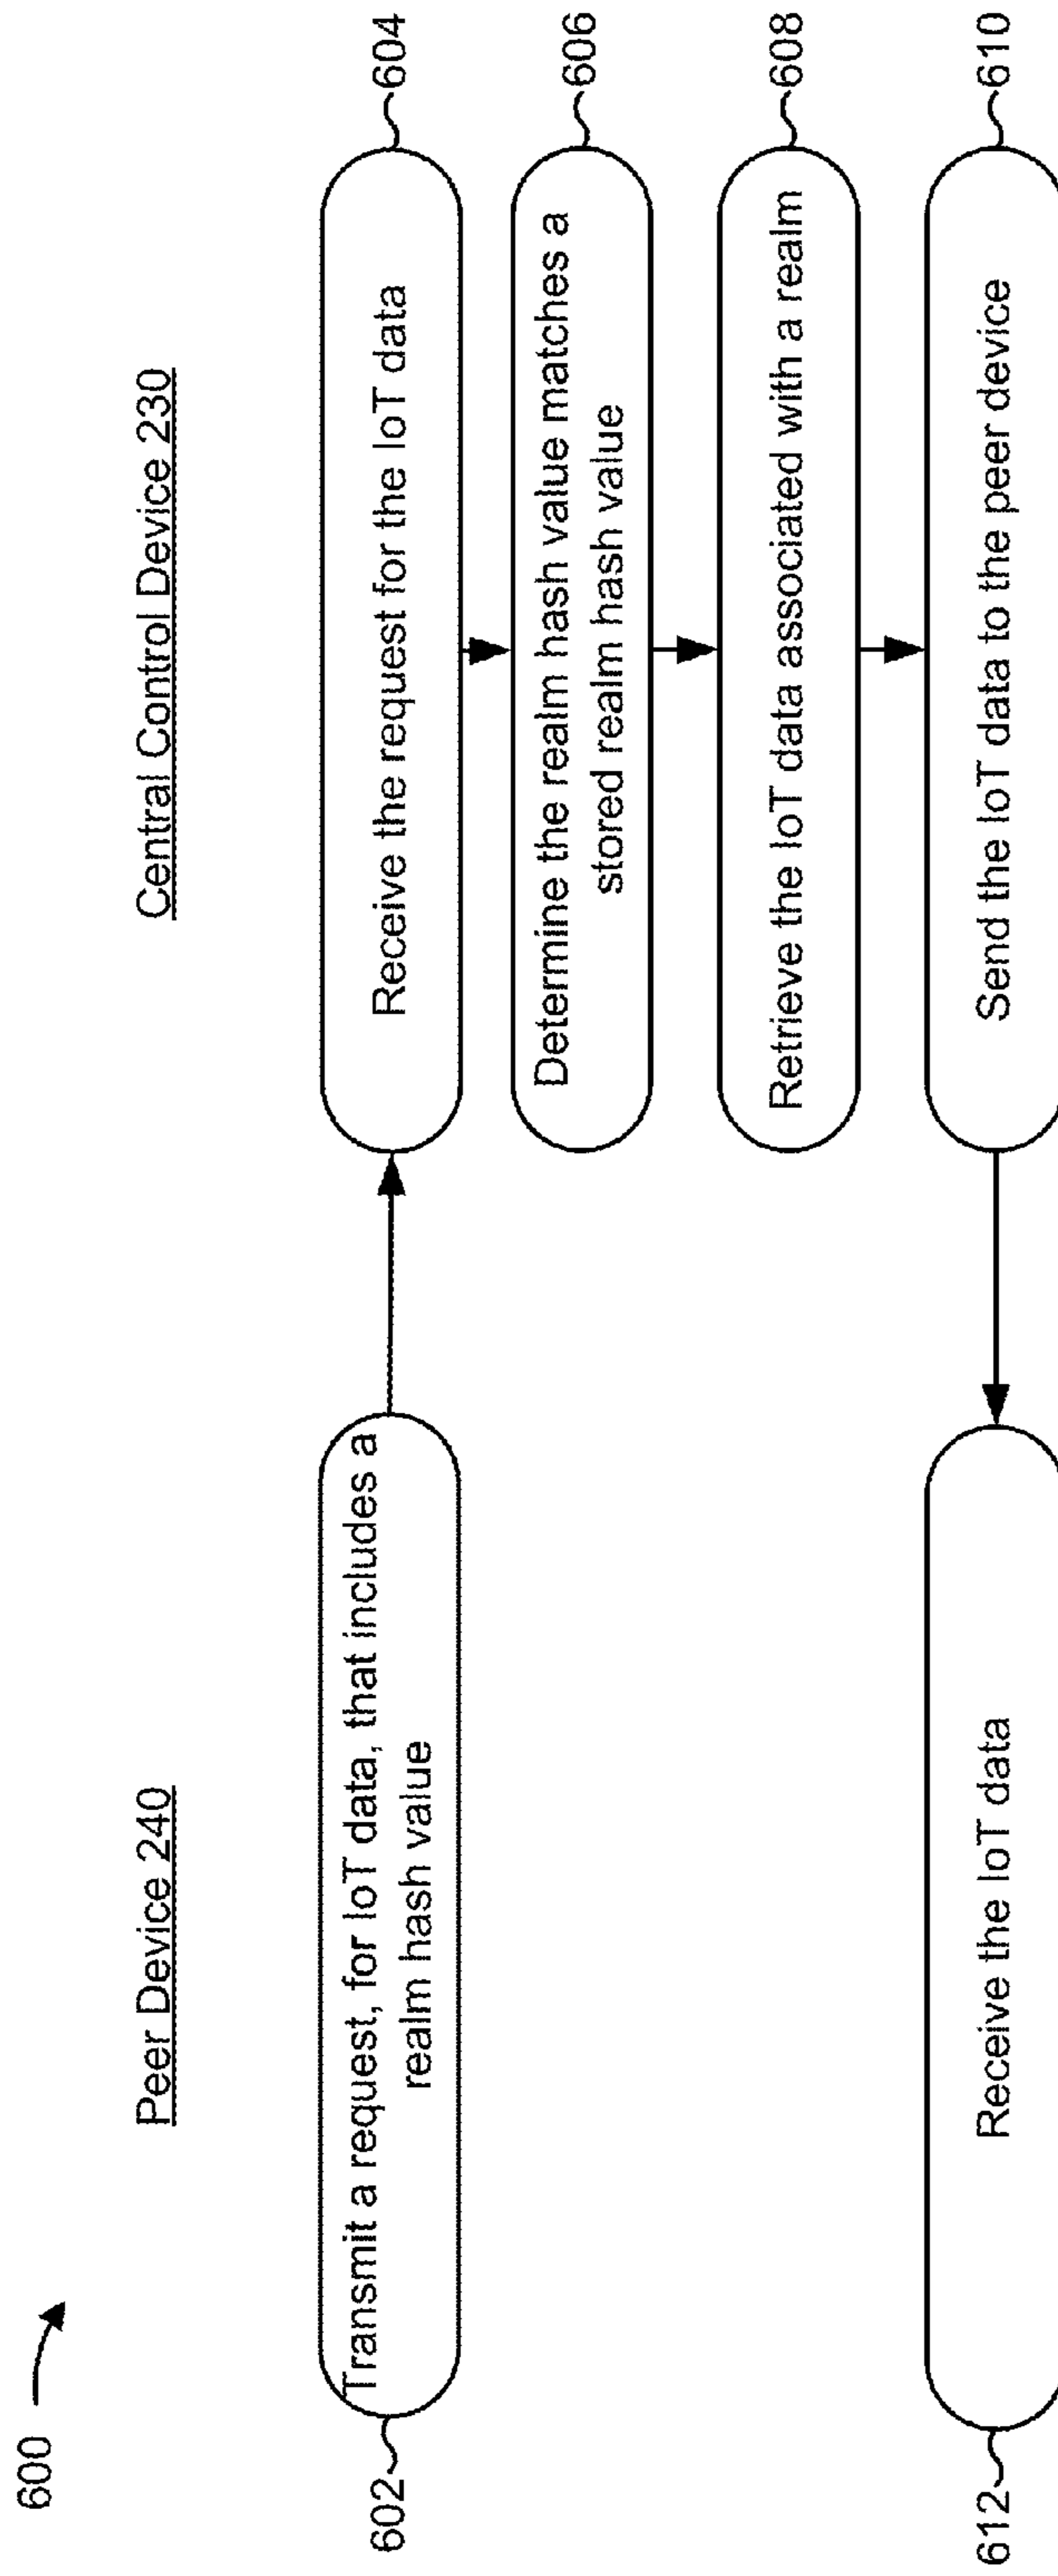 600
Peer Device 240
Central Control Device 230
602
Transmit a request, for IoT data, that includes a
realm hash value
Receive the request for the IoT data
604
Determine the realm hash value matches a
stored realm hash value
606
Retrieve the IoT data associated with a realm
608
Send the IoT data to the peer device
610
612
Receive the IoT data